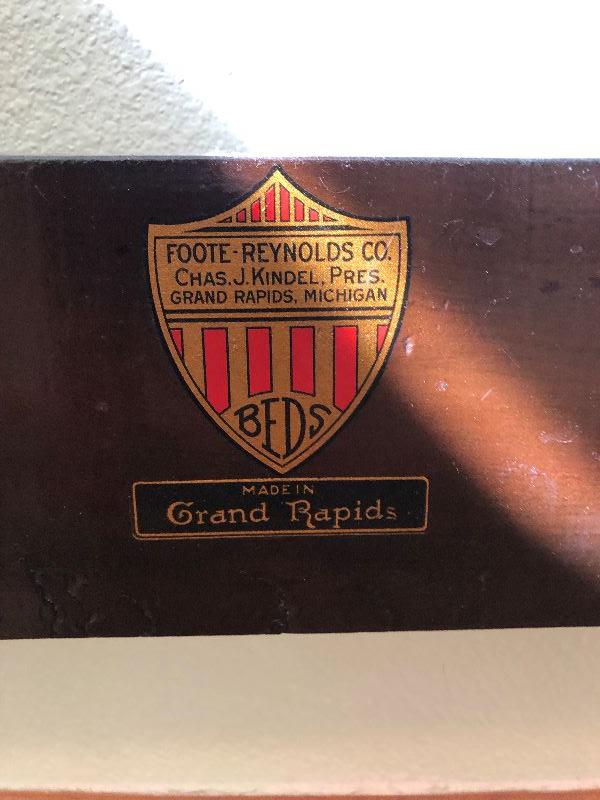 FOOTE-REYNOLDS CO.
CHAS. J. KINDEL, PRES.
GRAND RAPIDS, MICHIGAN
BEDS
MADE IN
Grand Rapids